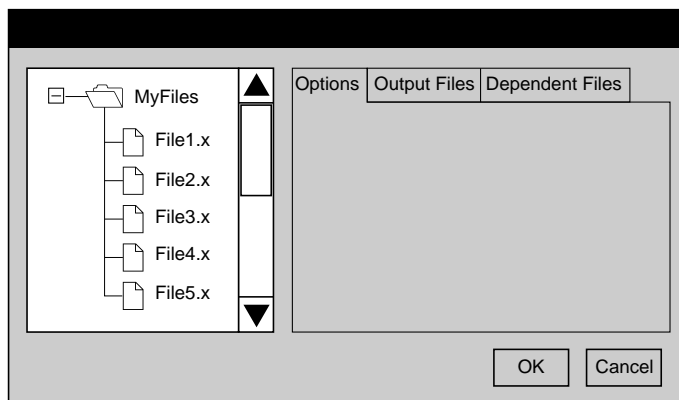 MyFiles
File1.x
File2.x
File3.x
File4.x
File5.x
Options
Output Files
Dependent Files
OK
Cancel